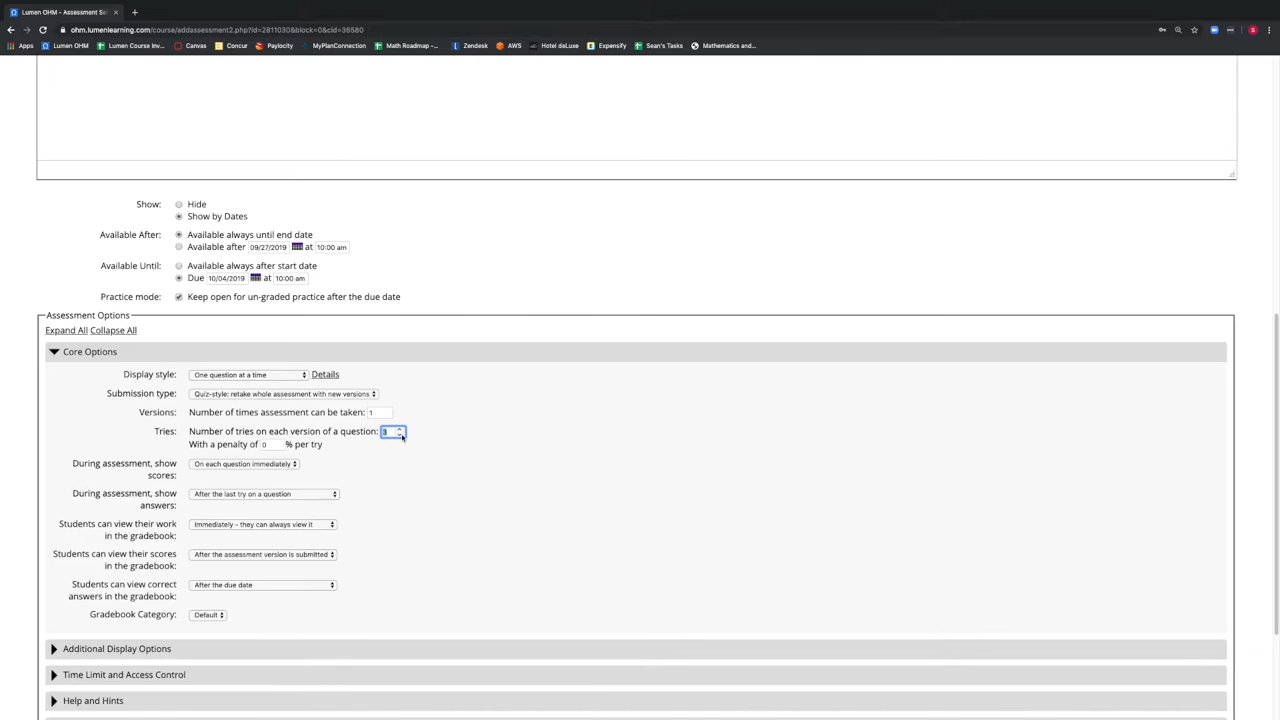 Lumen OHM - Assessment Se
ohm.lumenlearning.com/course/addassessment2.php?id=2811030&block=0&cid=36580
Apps Lumen OHM Lumen Course Inv... Canvas Concur Paylocity MyPlanConnection Math Roadmap -... Zendesk AWS Hotel deLuxe Expensify Sean's Tasks Mathematics and...
Show: Hide
Show by Dates
Available After: Available always until end date
Available after 09/27/2019 at 10:00 am
Available Until: Available always after start date
Due 10/04/2019 at 10:00 am
Practice mode: Keep open for un-graded practice after the due date
Assessment Options
Expand All Collapse All
Core Options
Display style: One question at a time Details
Submission type: Quiz-style: retake whole assessment with new versions
Versions: Number of times assessment can be taken: 1
Tries: Number of tries on each version of a question: 3
With a penalty of 0 % per try
During assessment, show scores: On each question immediately
During assessment, show answers: After the last try on a question
Students can view their work in the gradebook: Immediately - they can always view it
Students can view their scores in the gradebook: After the assessment version is submitted
Students can view correct answers in the gradebook: After the due date
Gradebook Category: Default
Additional Display Options
Time Limit and Access Control
Help and Hints